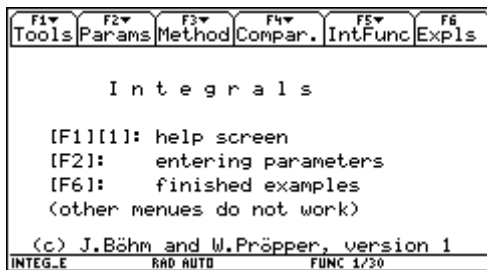 F1▾ F2▾ F3▾ F4▾ F5▾ F6
Tools Params Method Compar. IntFunc Expls
I n t e g r a l s
[F1][1]: help screen
[F2]: entering parameters
[F6]: finished examples
(other menues do not work)
(c) J.Böhm and W.Pröpper, version 1
INTEG_E RAD AUTO FUNC 1/30